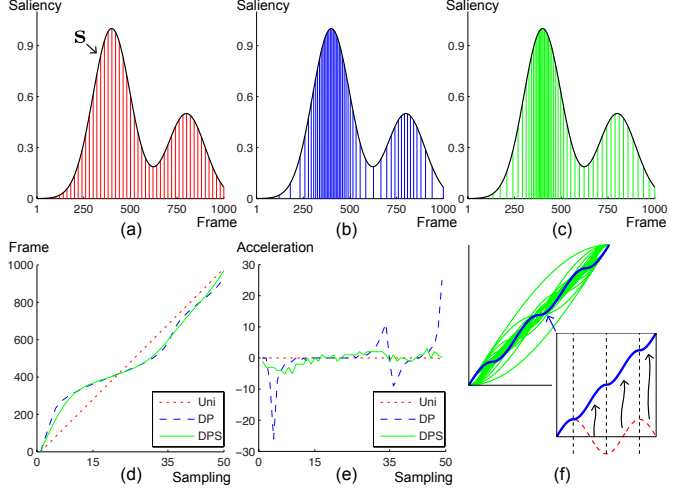 Saliency
0.9
0.6
0.3
0
1
250
500
750
1000
Frame
S
(a)
Saliency
0.9
0.6
0.3
0
1
250
500
750
1000
Frame
(b)
Saliency
0.9
0.6
0.3
0
1
250
500
750
1000
Frame
(c)
Frame
1000
800
600
400
200
0
1
15
35
50
Sampling
Uni
DP
DPS
(d)
Acceleration
30
20
10
0
−10
−20
−30
1
15
35
50
Sampling
Uni
DP
DPS
(e)
(f)